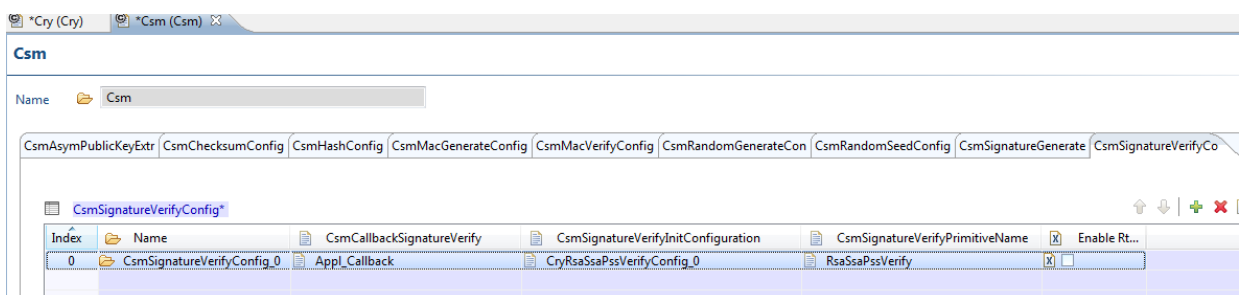 *Cry (Cry) *Csm (Csm)
Csm
Name Csm
CsmAsymPublicKeyExtr CsmChecksumConfig CsmHashConfig CsmMacGenerateConfig CsmMacVerifyConfig CsmRandomGenerateCon CsmRandomSeedConfig CsmSignatureGenerate CsmSignatureVerifyCo
CsmSignatureVerifyConfig*
Index Name CsmCallbackSignatureVerify CsmSignatureVerifyInitConfiguration CsmSignatureVerifyPrimitiveName Enable Rt...
0 CsmSignatureVerifyConfig_0 Appl_Callback CryRsaSsaPssVerifyConfig_0 RsaSsaPssVerify